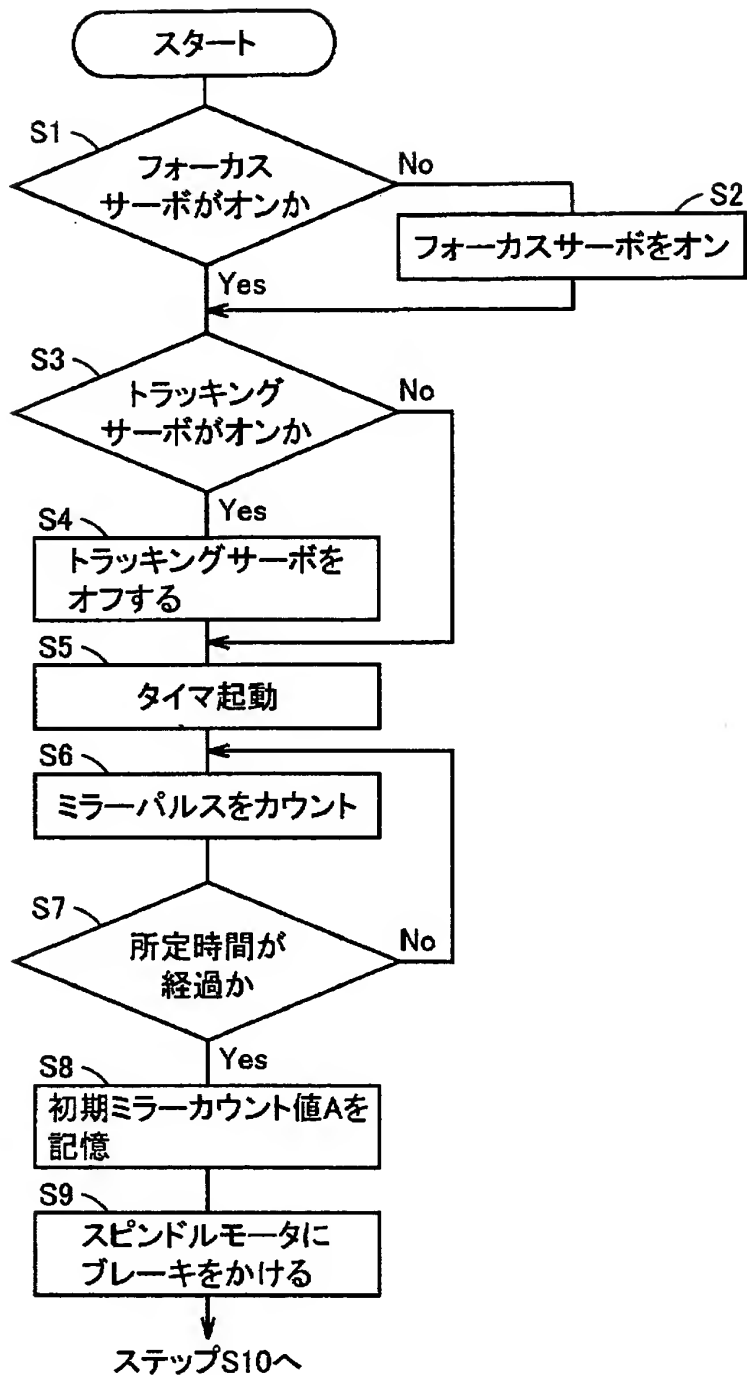 スタート
S1
フォーカス
サーボがオンか
No
S2
フォーカスサーボをオン
Yes
S3
トラッキング
サーボがオンか
No
Yes
S4
トラッキングサーボを
オフする
S5
タイマ起動
S6
ミラーパルスをカウント
S7
所定時間が
経過か
No
Yes
S8
初期ミラーカウント値Aを
記憶
S9
スピンドルモータに
ブレーキをかける
ステップS10へ